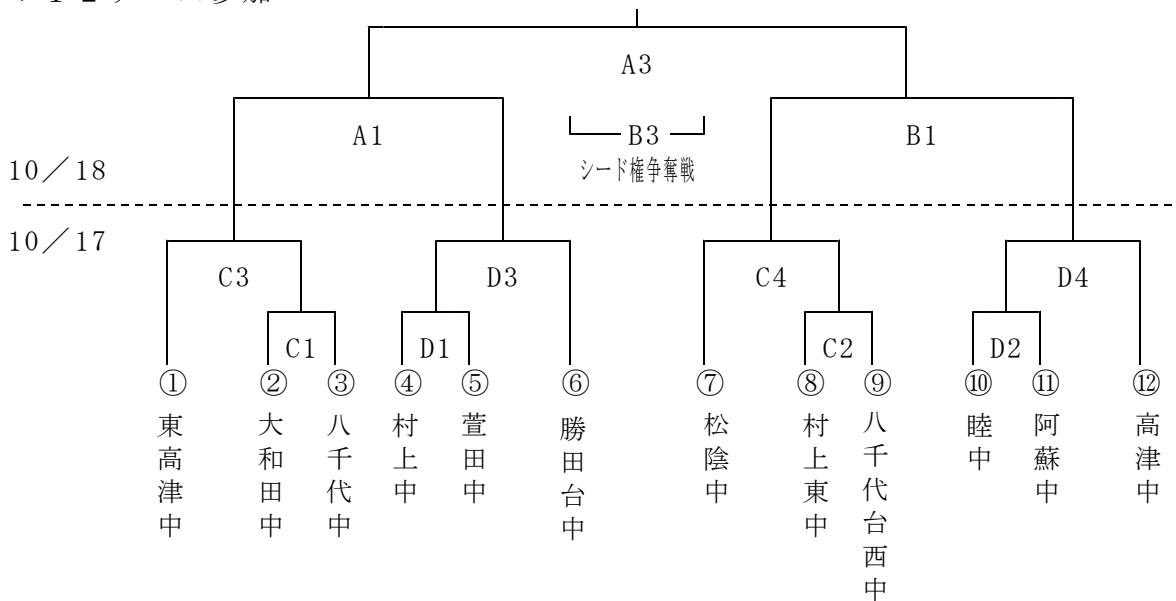 A3
A1
B3
B1
シード権争奪戦
10/18
10/17
C3
D3
C4
D4
C1
D1
C2
D2
①
②
③
④
⑤
⑥
⑦
⑧
⑨
⑩
⑪
⑫
東高津中
大和田中
八千代中
村上中
萱田中
勝田台中
松陰中
村上東中
八千代台西中
睦中
阿蘇中
高津中